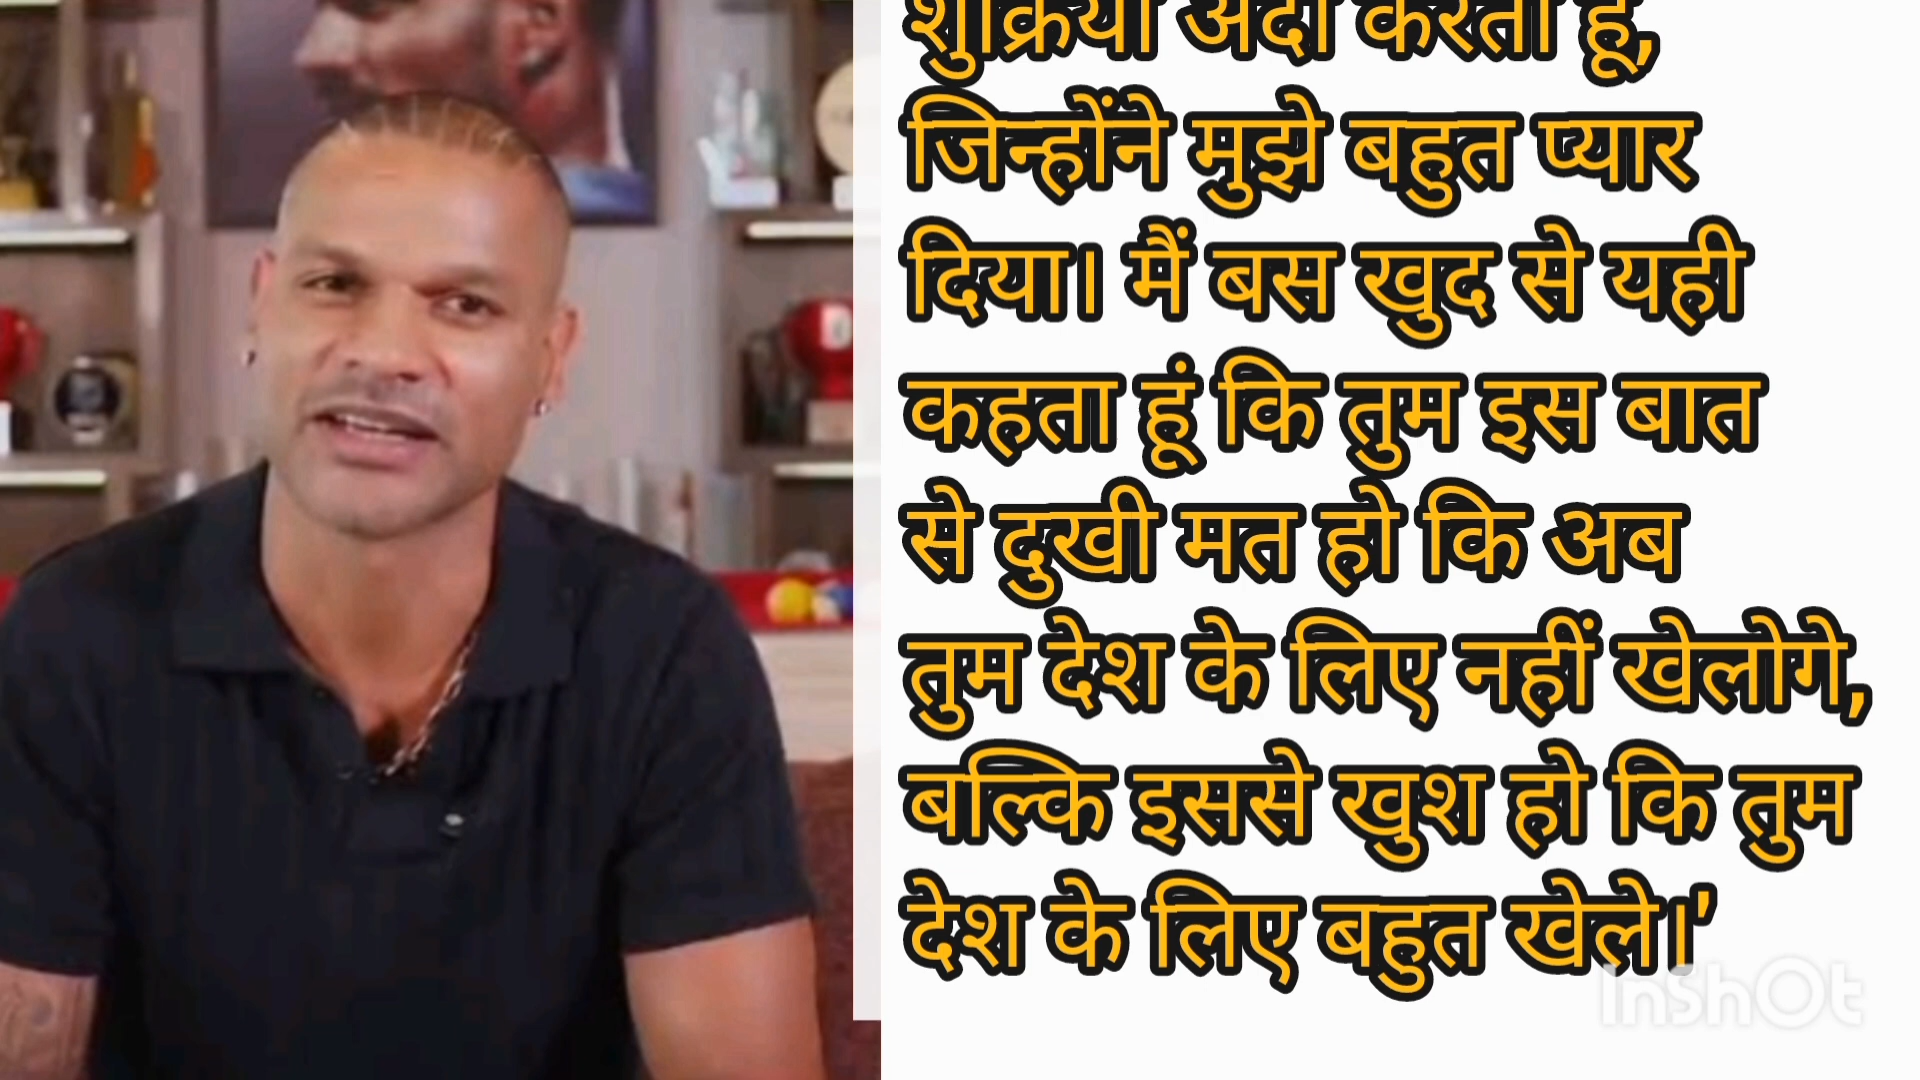 शुक्रिया अदा करता हूं,
जिन्होंने मुझे बहुत प्यार
दिया। मैं बस खुद से यही
कहता हूं कि तुम इस बात
से दुखी मत हो कि अब
तुम देश के लिए नहीं खेलोगे,
बल्कि इससे खुश हो कि तुम
देश के लिए बहुत खेले।'
InShOt